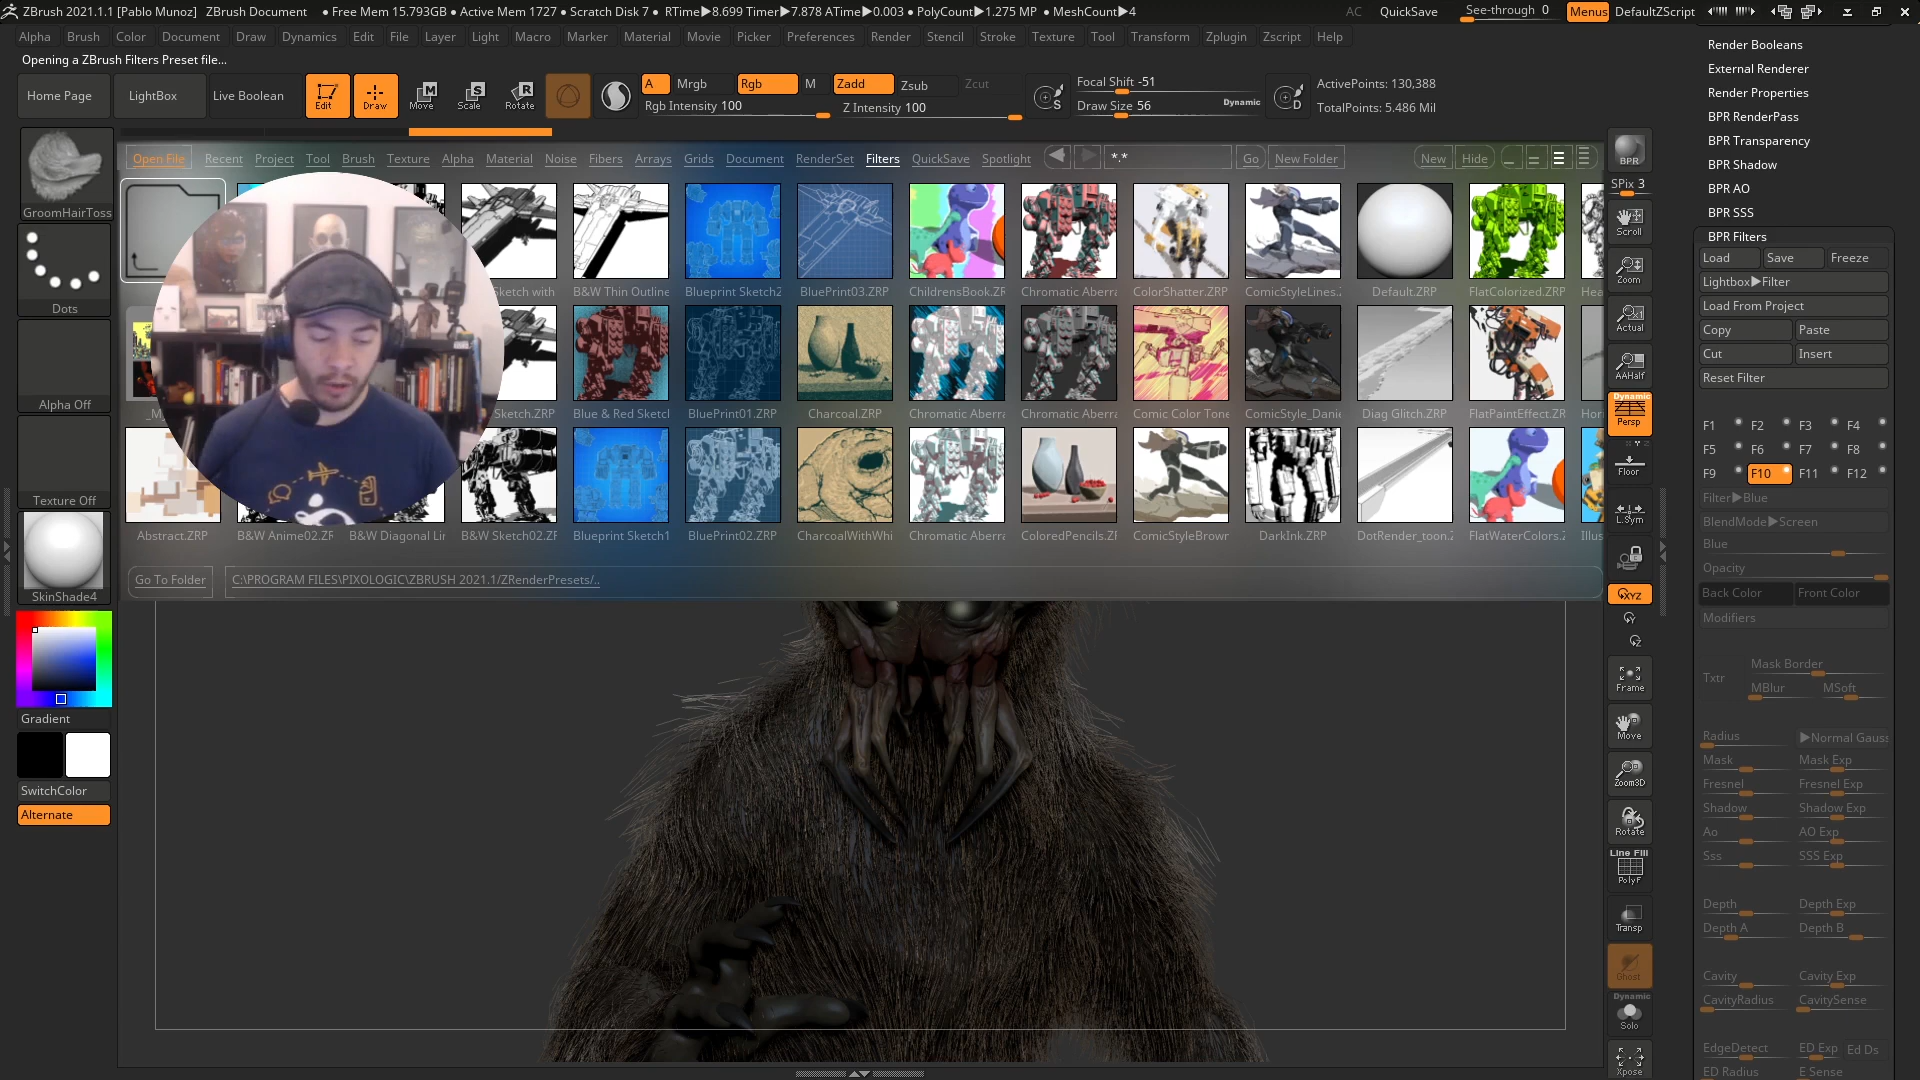 ZBrush 2021.1.1 [Pablo Munoz] ZBrush Document • Free Mem 15.793GB • Active Mem 1727 • Scratch Disk 7 • RTime▶8.699 Timer▶7.878 ATime▶0.003 • PolyCount▶1.275 MP • MeshCount▶4 AC QuickSave See-through 0 Menus DefaultZScript
Alpha Brush Color Document Draw Dynamics Edit File Layer Light Macro Marker Material Movie Picker Preferences Render Stencil Stroke Texture Tool Transform Zplugin Zscript Help
Opening a ZBrush Filters Preset file...
Home Page LightBox Live Boolean Edit Draw Move Scale Rotate
A Mrgb Rgb M Zadd Zsub Zcut
Rgb Intensity 100 Z Intensity 100
Focal Shift -51
Draw Size 56 Dynamic
ActivePoints: 130,388
TotalPoints: 5.486 Mil
Open File Recent Project Tool Brush Texture Alpha Material Noise Fibers Arrays Grids Document RenderSet Filters QuickSave Spotlight *.* Go New Folder New Hide
Sketch with B&W Thin Outline Blueprint Sketch2 BluePrint03.ZRP ChildrensBook.ZR Chromatic Aberra ColorShatter.ZRP ComicStyleLines. Default.ZRP FlatColorized.ZRP Hea
_M Sketch.ZRP Blue & Red Sketch BluePrint01.ZRP Charcoal.ZRP Chromatic Aberra Chromatic Aberra Comic Color Tone ComicStyle_Danie Diag Glitch.ZRP FlatPaintEffect.ZR Hor
Abstract.ZRP B&W Anime02.ZR B&W Diagonal Lin B&W Sketch02.ZRP Blueprint Sketch1 BluePrint02.ZRP CharcoalWithWhi Chromatic Aberra ColoredPencils.ZR ComicStyleBrown DarkInk.ZRP DotRender_toon.Z FlatWaterColors.Z Illus
Go To Folder C:\PROGRAM FILES\PIXOLOGIC\ZBRUSH 2021.1/ZRenderPresets/..
GroomHairToss
Dots
Alpha Off
Texture Off
SkinShade4
Gradient
SwitchColor
Alternate
BPR
SPix 3
Scroll
Zoom
Actual
AAHalf
Dynamic
Persp
Floor
L.Sym
XYZ
Frame
Move
Zoom3D
Rotate
Line Fill
PolyF
Transp
Ghost
Dynamic
Solo
Xpose
Render Booleans
External Renderer
Render Properties
BPR RenderPass
BPR Transparency
BPR Shadow
BPR AO
BPR SSS
BPR Filters
Load Save Freeze
Lightbox▶Filter
Load From Project
Copy Paste
Cut Insert
Reset Filter
F1 F2 F3 F4
F5 F6 F7 F8
F9 F10 F11 F12
Filter▶Blue
BlendMode▶Screen
Blue
Opacity
Back Color Front Color
Modifiers
Mask Border
Txtr MBlur MSoft
Radius ▶Normal Gauss
Mask Mask Exp
Fresnel Fresnel Exp
Shadow Shadow Exp
Ao AO Exp
Sss SSS Exp
Depth Depth Exp
Depth A Depth B
Cavity Cavity Exp
CavityRadius CavitySense
EdgeDetect ED Exp Ed Ds
ED Radius E Sense